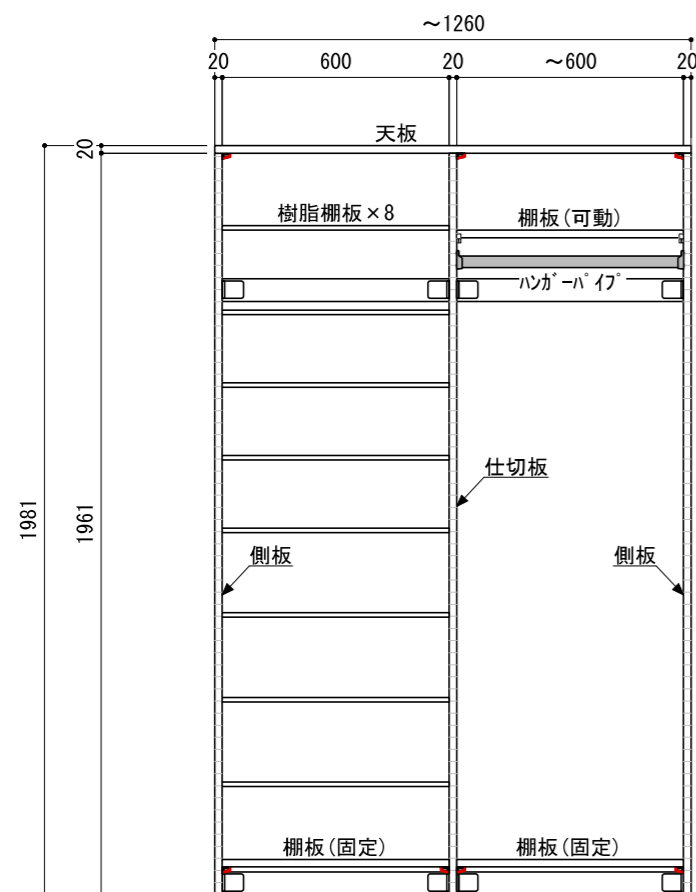 ～1260
20 600 20 ～600 20
天板
20
樹脂棚板×8
棚板(可動)
ﾊﾝｶﾞｰﾊﾟｲﾌﾟ
仕切板
1981
1961
側板
側板
棚板(固定)
棚板(固定)